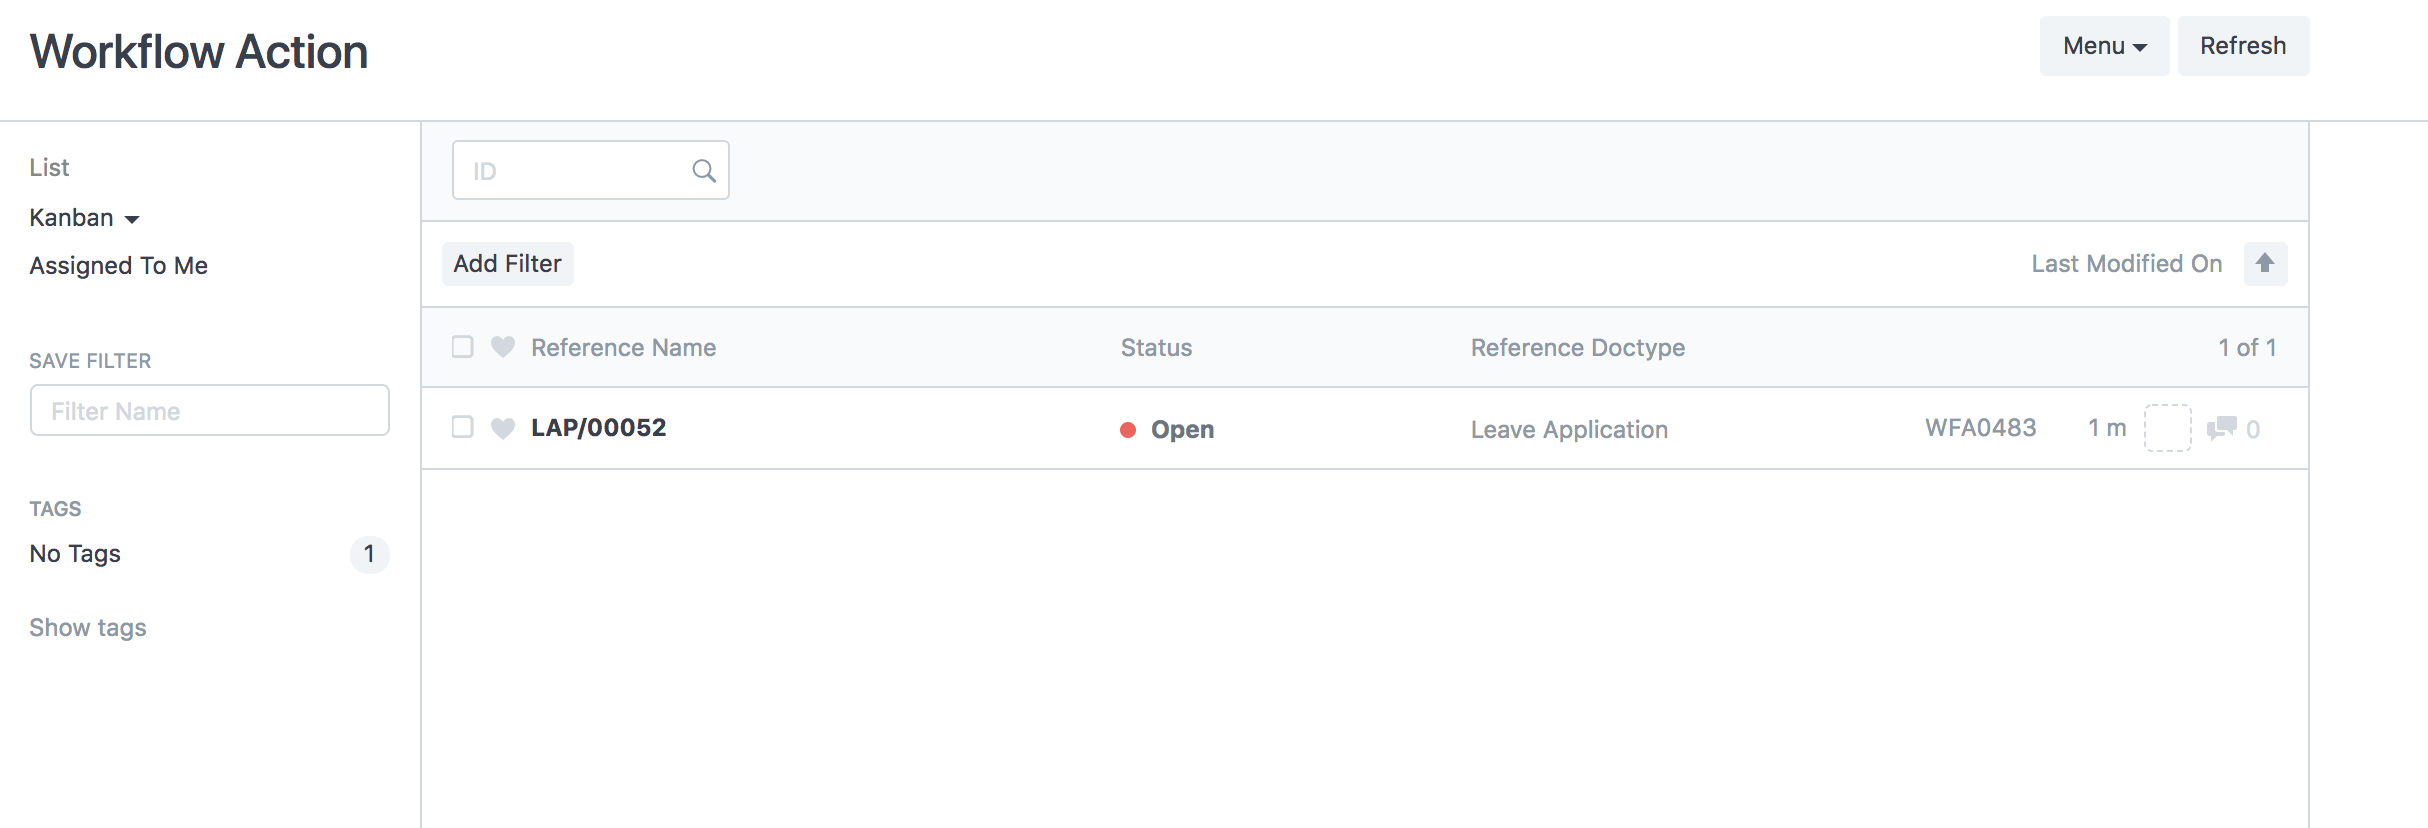 Workflow Action
Menu
Refresh
List
Kanban
Assigned To Me
SAVE FILTER
Filter Name
TAGS
No Tags 1
Show tags
ID
Add Filter
Last Modified On
Reference Name Status Reference Doctype 1 of 1
LAP/00052 Open Leave Application WFA0483 1 m 0